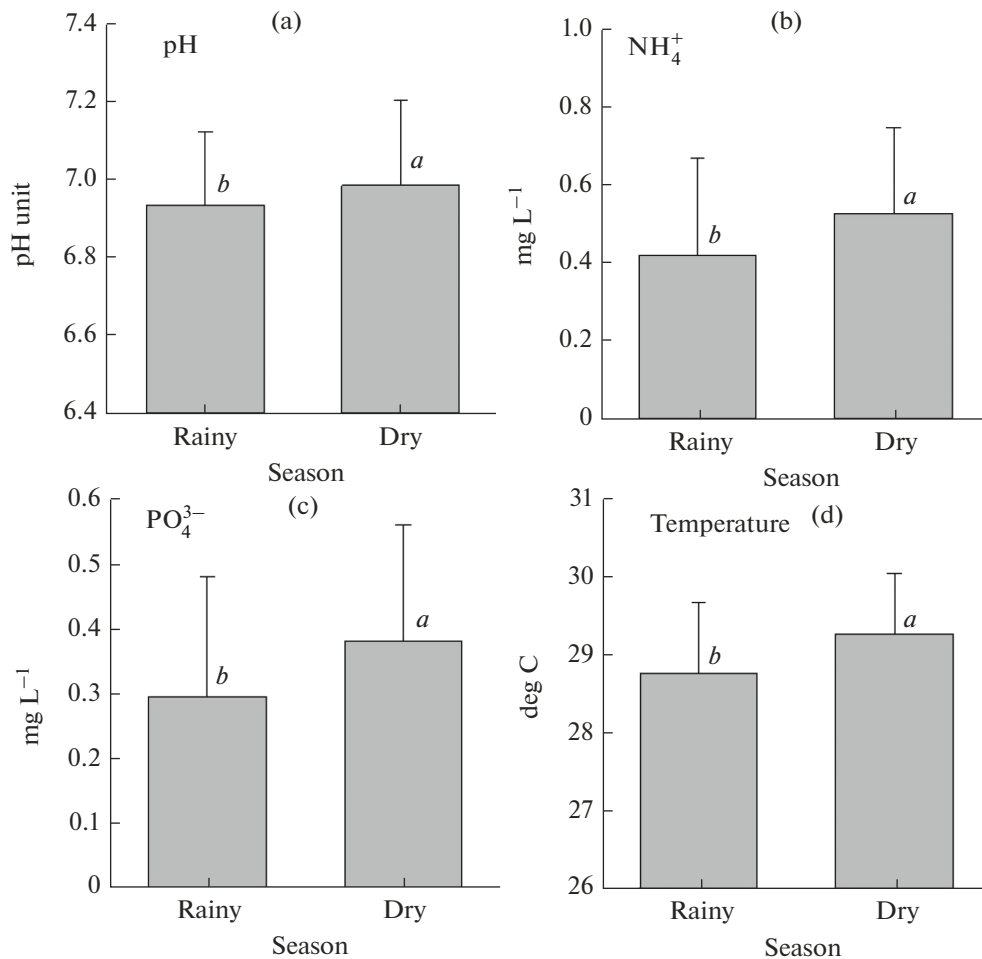 (a)
pH
pH unit
7.4
7.2
7.0
6.8
6.6
6.4
b
a
Rainy Dry
Season
(b)
NH₄⁺
mg L⁻¹
1.0
0.8
0.6
0.4
0.2
0
b
a
Rainy Dry
Season
(c)
PO₄³⁻
mg L⁻¹
0.6
0.5
0.4
0.3
0.2
0.1
0
b
a
Rainy Dry
Season
(d)
Temperature
deg C
31
30
29
28
27
26
b
a
Rainy Dry
Season